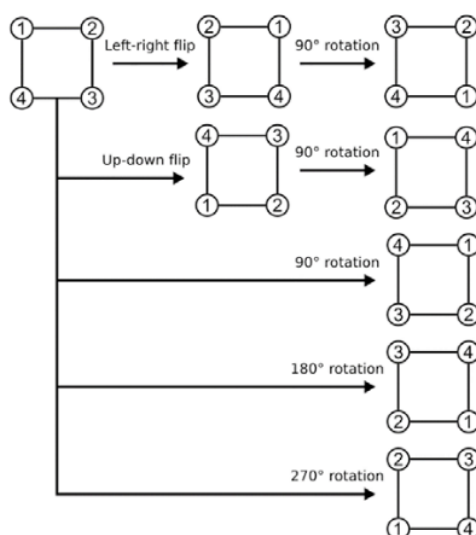 1 2 Left-right flip 2 1 90° rotation 3 2
4 3 3 4 4 1
Up-down flip 4 3 90° rotation 1 4
1 2 2 3
90° rotation 4 1
3 2
180° rotation 3 4
2 1
270° rotation 2 3
1 4